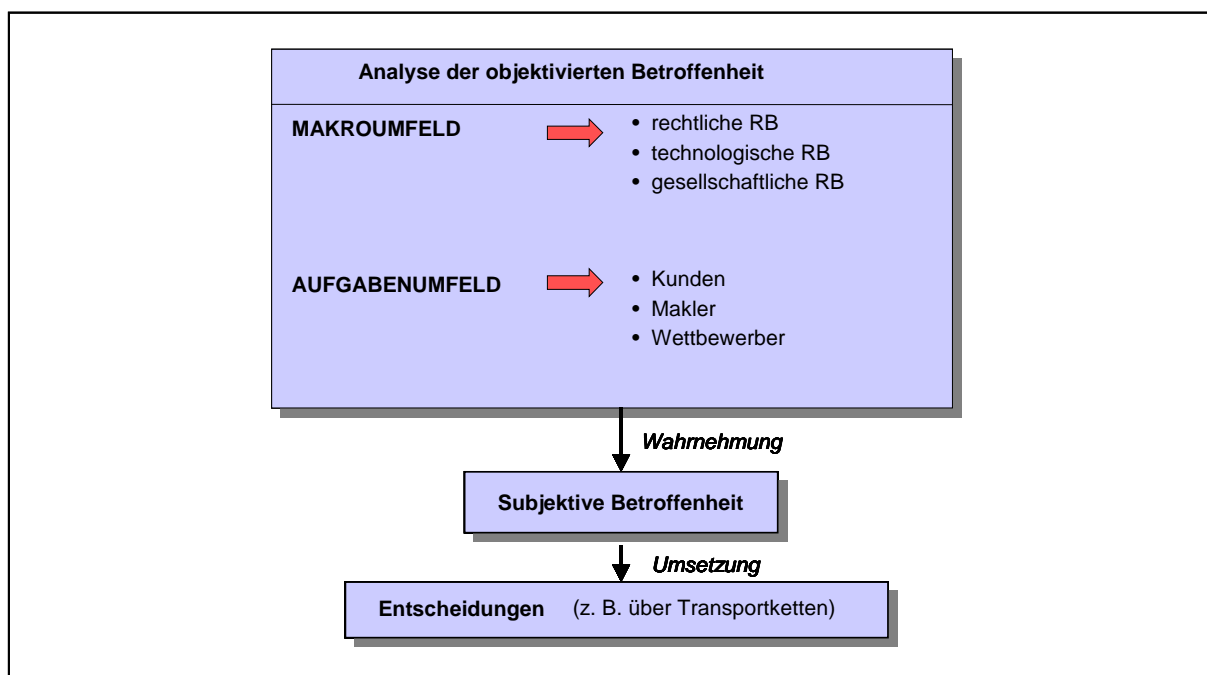 Analyse der objektivierten Betroffenheit
MAKROUMFELD
• rechtliche RB
• technologische RB
• gesellschaftliche RB
AUFGABENUMFELD
• Kunden
• Makler
• Wettbewerber
Wahrnehmung
Subjektive Betroffenheit
Umsetzung
Entscheidungen (z. B. über Transportketten)